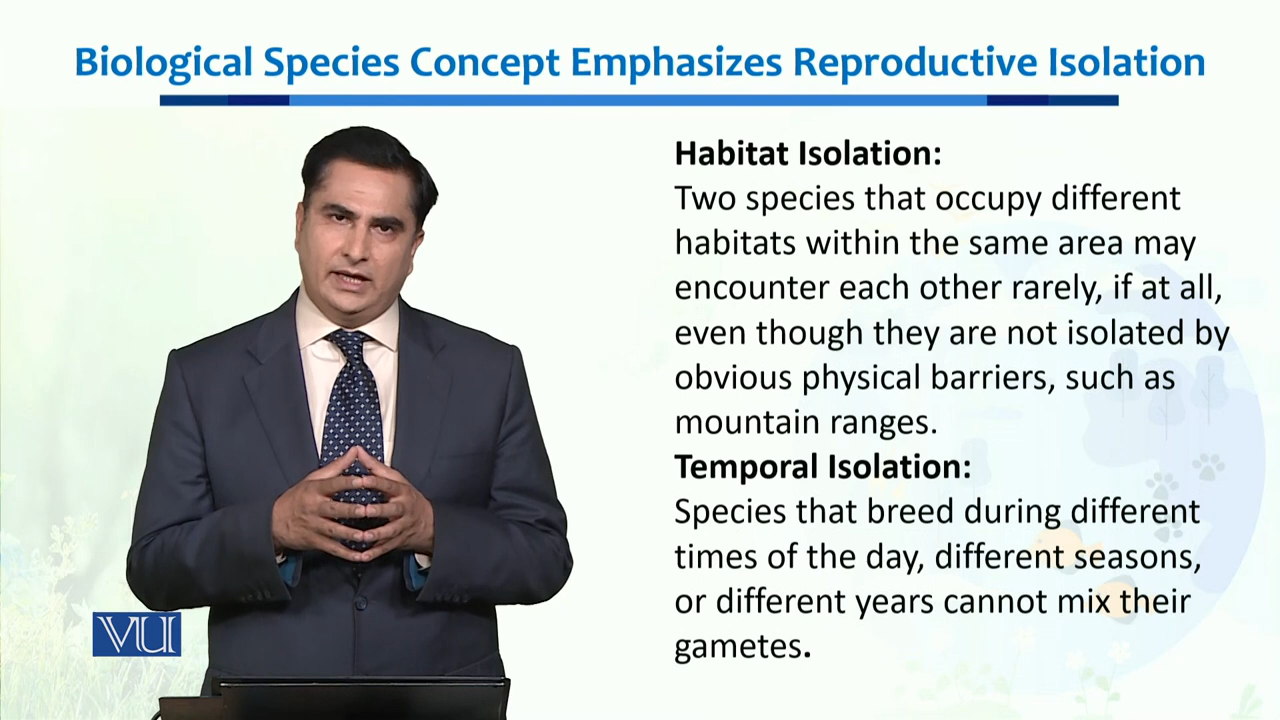 Biological Species Concept Emphasizes Reproductive Isolation
Habitat Isolation:
Two species that occupy different
habitats within the same area may
encounter each other rarely, if at all,
even though they are not isolated by
obvious physical barriers, such as
mountain ranges.
Temporal Isolation:
Species that breed during different
times of the day, different seasons,
or different years cannot mix their
gametes.
VU